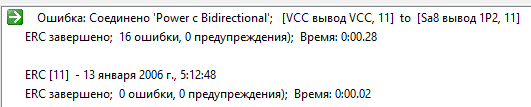 Ошибка: Соединено 'Power с Bidirectional';   [VCC вывод VCC, 11]  to  [Sa8 вывод 1P2, 11]
ERC завершено;  16 ошибки, 0 предупреждения);  Время: 0:00.28
ERC [11]  - 13 января 2006 г., 5:12:48
ERC завершено;  0 ошибки, 0 предупреждения);  Время: 0:00.02